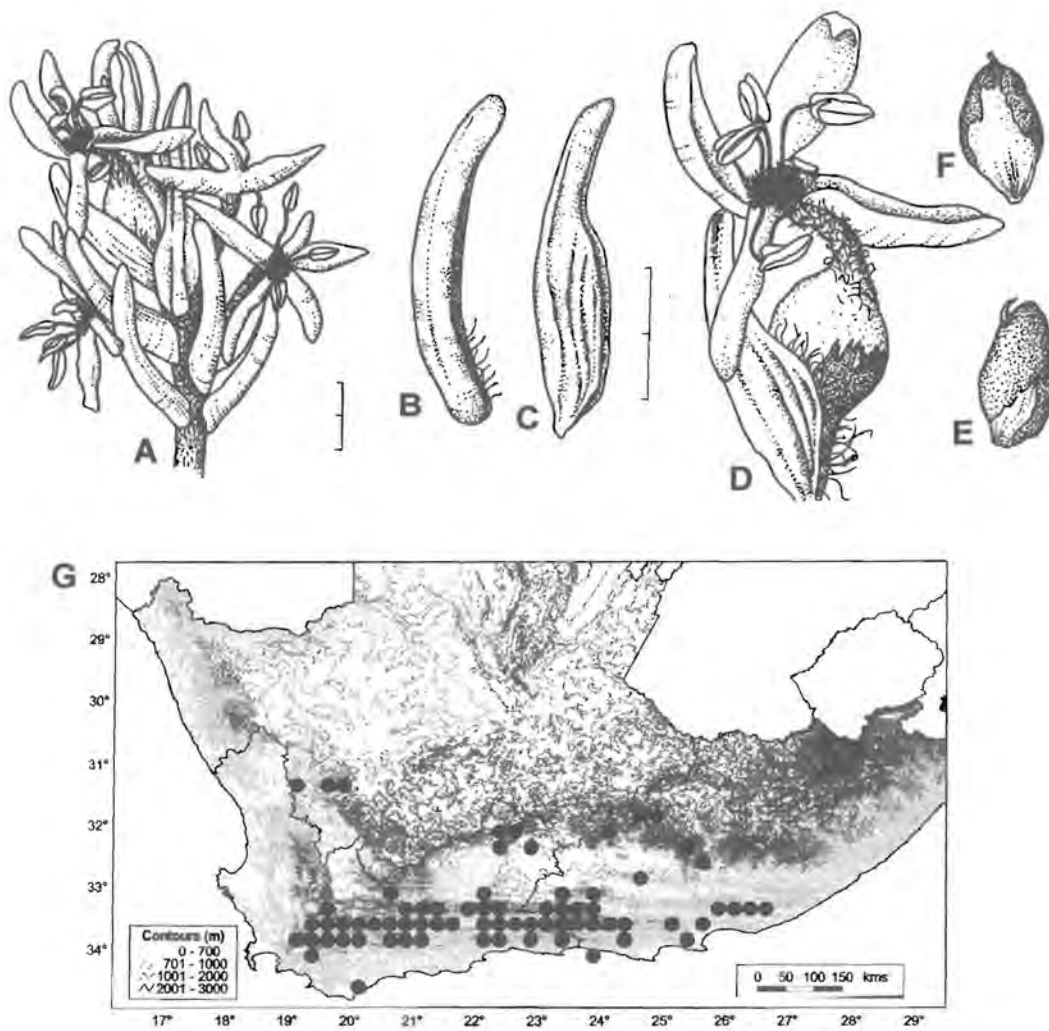 A
B
C
D
F
E
G
28°
29°
30°
31°
32°
33°
34°
Contours (m)
0 - 700
701 - 1000
1001 - 2000
2001 - 3000
0 50 100 150 kms
17° 18° 19° 20° 21° 22° 23° 24° 25° 26° 27° 28° 29°